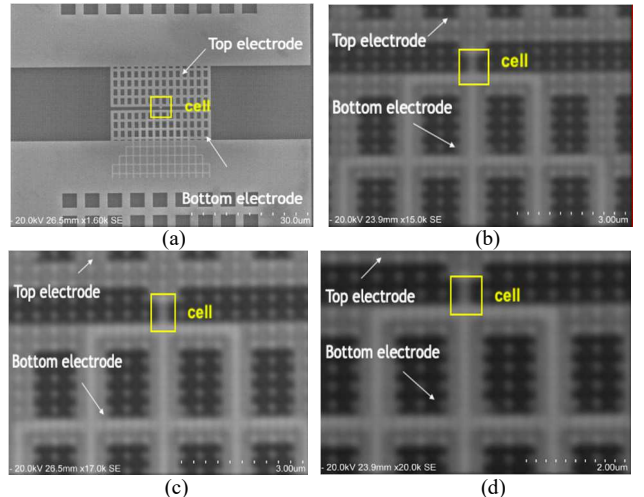 Top electrode
cell
Bottom electrode
- 20.0kV 26.5mm x1.60k SE
30.0um
(a)
Top electrode
cell
Bottom electrode
- 20.0kV 23.9mm x15.0k SE
3.00um
(b)
Top electrode
cell
Bottom electrode
- 20.0kV 26.5mm x17.0k SE
3.00um
(c)
Top electrode
cell
Bottom electrode
- 20.0kV 23.9mm x20.0k SE
2.00um
(d)